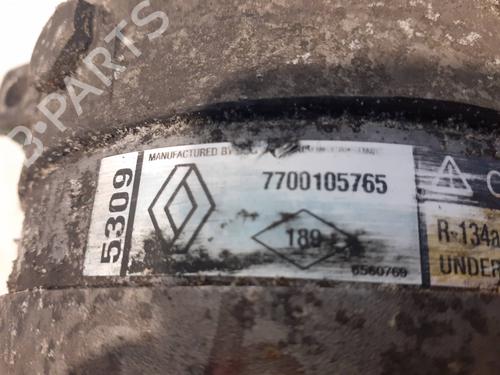 B-PARTS
MANUFACTURED BY
5309
7700105765
189
6560769
R-134a
UNDER